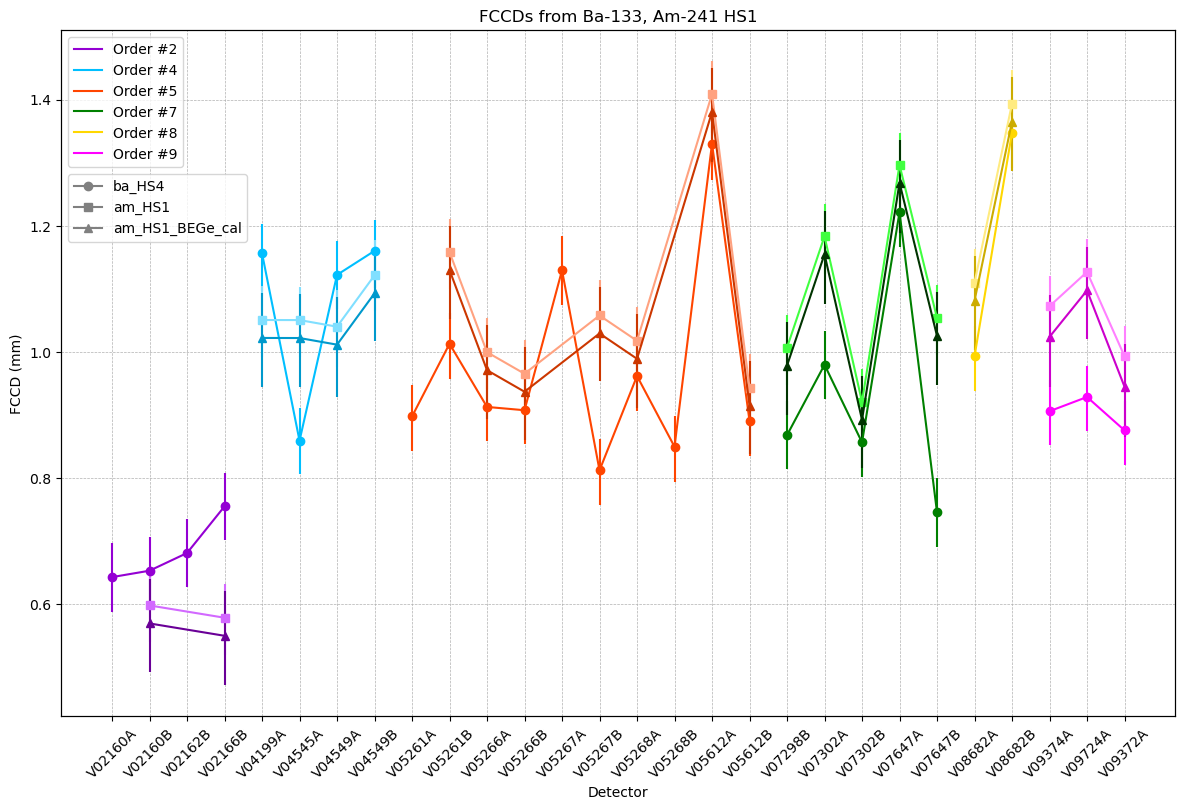 FCCDs from Ba-133, Am-241 HS1
Order #2
Order #4
Order #5
Order #7
Order #8
Order #9
ba_HS4
am_HS1
am_HS1_BEGe_cal
FCCD (mm)
1.4
1.2
1.0
0.8
0.6
V02160A
V02160B
V02162B
V02166B
V04199A
V04545A
V04549A
V04549B
V05261A
V05261B
V05266A
V05266B
V05267A
V05267B
V05268A
V05268B
V05612A
V05612B
V07298B
V07302A
V07302B
V07647A
V07647B
V08682A
V08682B
V09374A
V09724A
V09372A
Detector